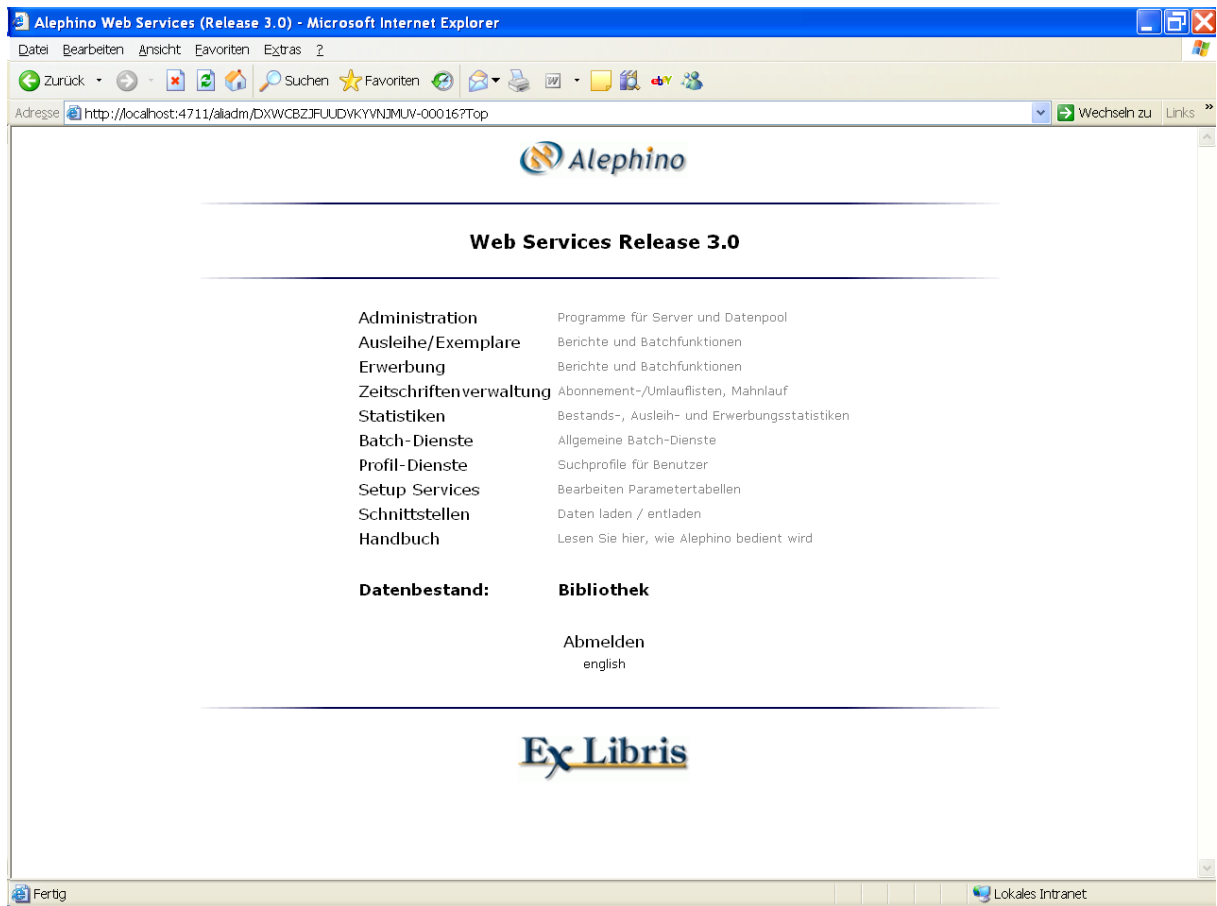 Alephino Web Services (Release 3.0) - Microsoft Internet Explorer
Datei Bearbeiten Ansicht Favoriten Extras ?
Zurück Suchen Favoriten
Adresse http://localhost:4711/aliadm/DXWCBZJFUUDVKYVNJMUV-00016?Top Wechseln zu Links »
Alephino
Web Services Release 3.0
Administration Programme für Server und Datenpool
Ausleihe/Exemplare Berichte und Batchfunktionen
Erwerbung Berichte und Batchfunktionen
Zeitschriftenverwaltung Abonnement-/Umlauflisten, Mahnlauf
Statistiken Bestands-, Ausleih- und Erwerbungsstatistiken
Batch-Dienste Allgemeine Batch-Dienste
Profil-Dienste Suchprofile für Benutzer
Setup Services Bearbeiten Parametertabellen
Schnittstellen Daten laden / entladen
Handbuch Lesen Sie hier, wie Alephino bedient wird
Datenbestand: Bibliothek
Abmelden
english
Ex Libris
Fertig Lokales Intranet